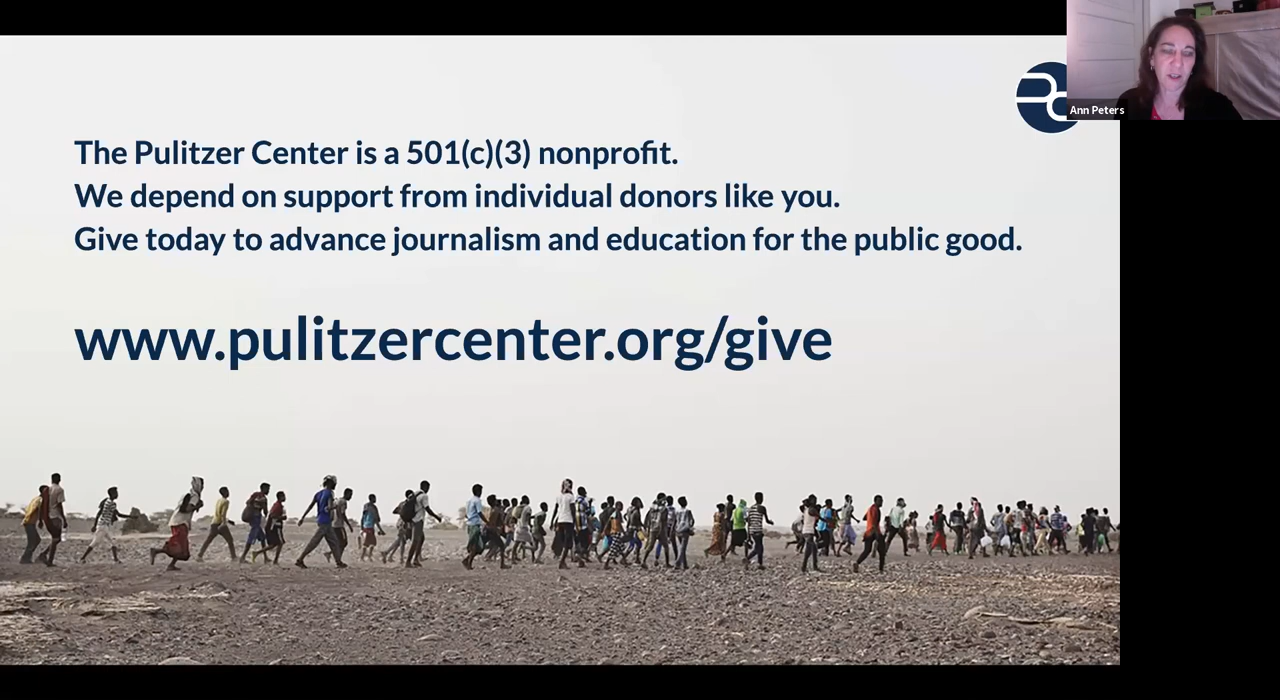 The Pulitzer Center is a 501(c)(3) nonprofit.
We depend on support from individual donors like you.
Give today to advance journalism and education for the public good.
www.pulitzercenter.org/give
Ann Peters